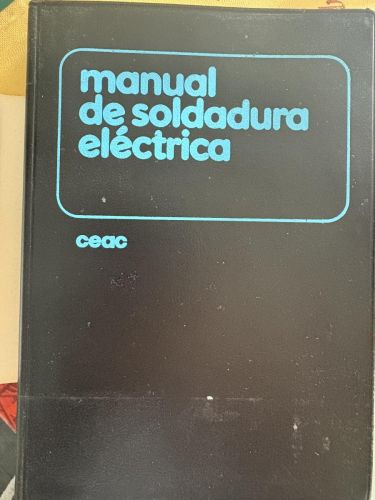 manual
de soldadura
eléctrica
ceac